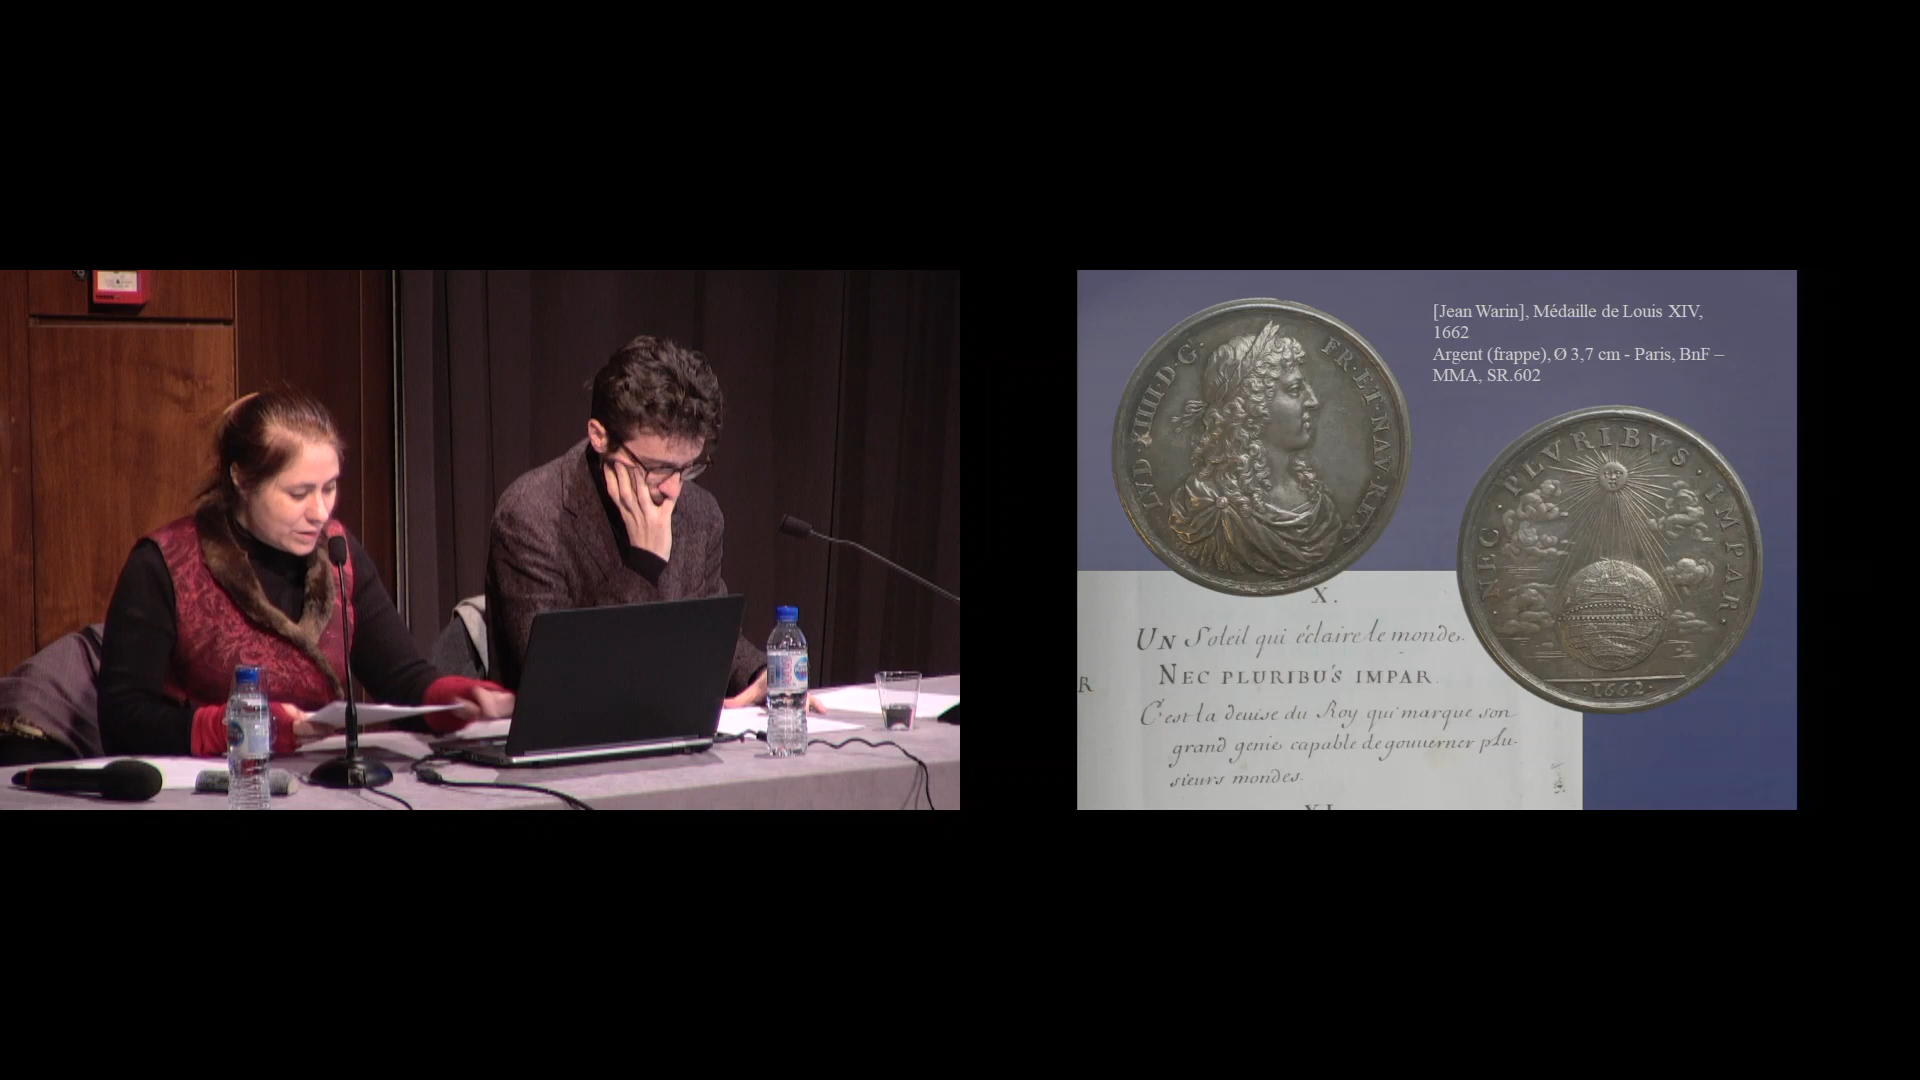 [Jean Warin], Médaille de Louis XIV,
1662
Argent (frappe), Ø 3,7 cm - Paris, BnF –
MMA, SR.602
LVD·XIIII·D·G·
FR·ET·NAV·REX
NEC·PLVRIBVS·IMPAR·
·1662·
X.
UN Soleil qui éclaire le monde.
R
NEC PLURIBUS IMPAR.
C'est la devise du Roy qui marque son
grand genie capable de gouuerner plu-
sieurs mondes.
XI